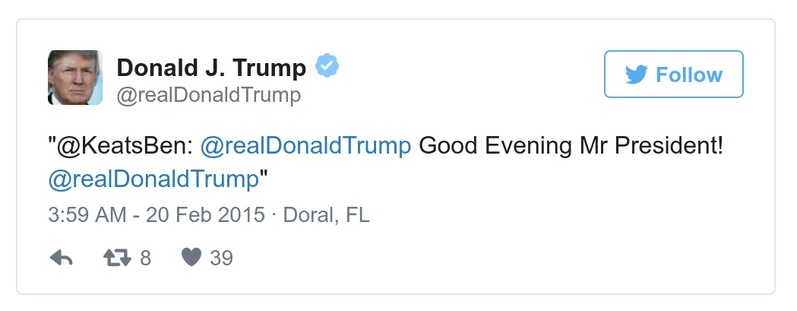 Donald J. Trump
@realDonaldTrump
Follow
"@KeatsBen: @realDonaldTrump Good Evening Mr President!
@realDonaldTrump"
3:59 AM - 20 Feb 2015 · Doral, FL
8 39